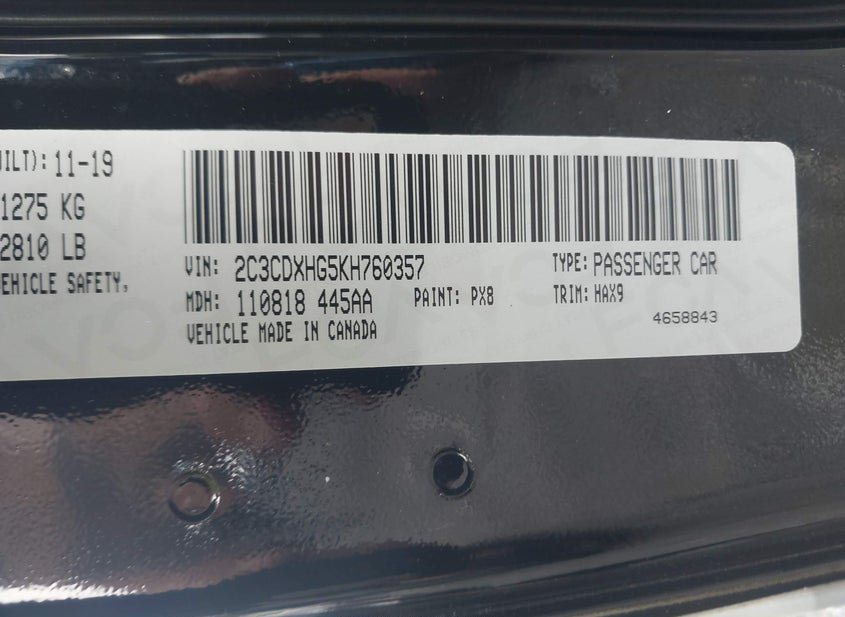 UILT): 11-19
1275 KG
2810 LB
EHICLE SAFETY,
VIN: 2C3CDXHG5KH760357 TYPE: PASSENGER CAR
MDH: 110818 445AA PAINT: PX8 TRIM: HAX9
VEHICLE MADE IN CANADA 4658843